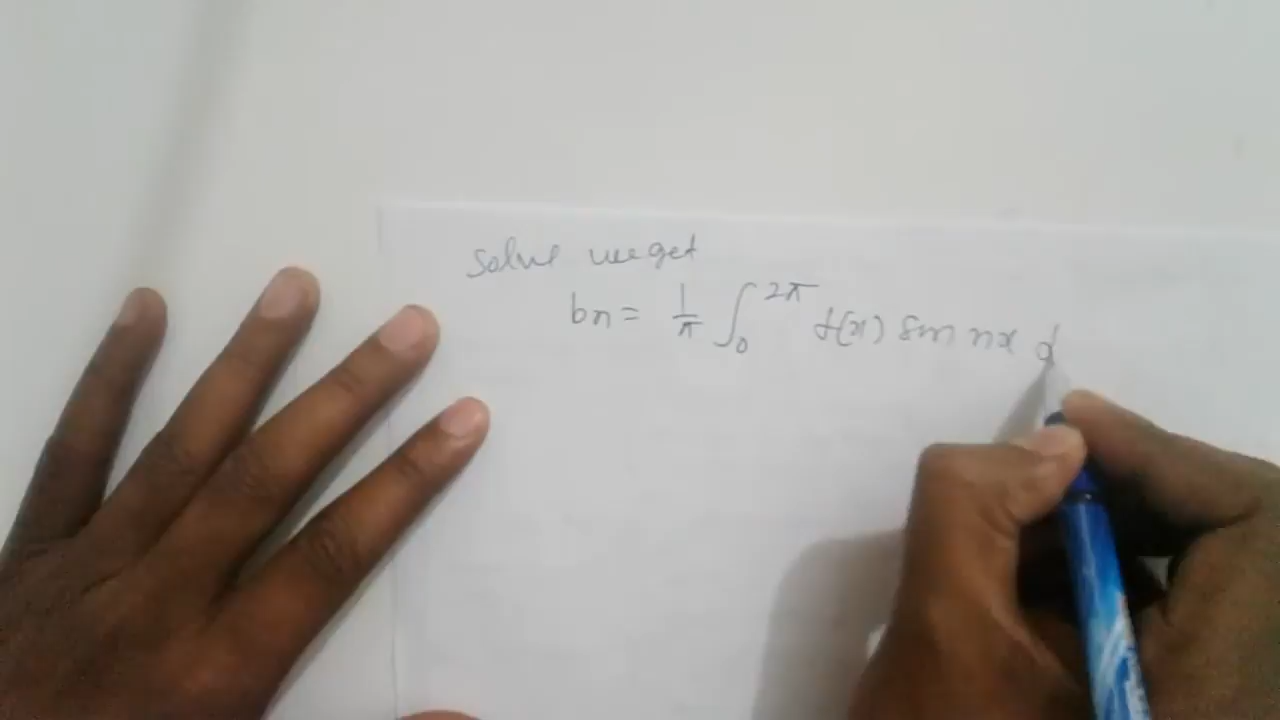 solve we get
bn = 1/π ∫₀^2π f(x) sin nx d